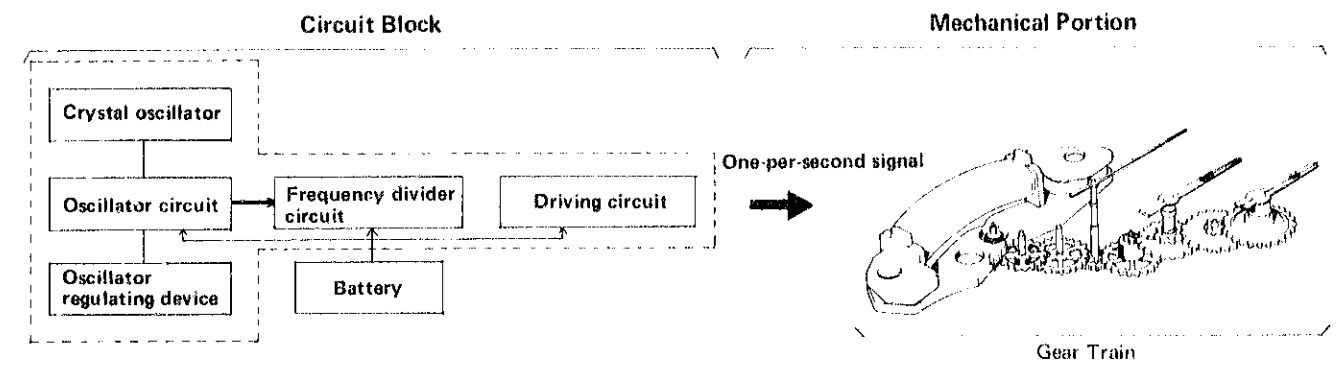 Circuit Block
Mechanical Portion
Crystal oscillator
One-per-second signal
Oscillator circuit
Frequency divider
circuit
Driving circuit
Oscillator
regulating device
Battery
Gear Train